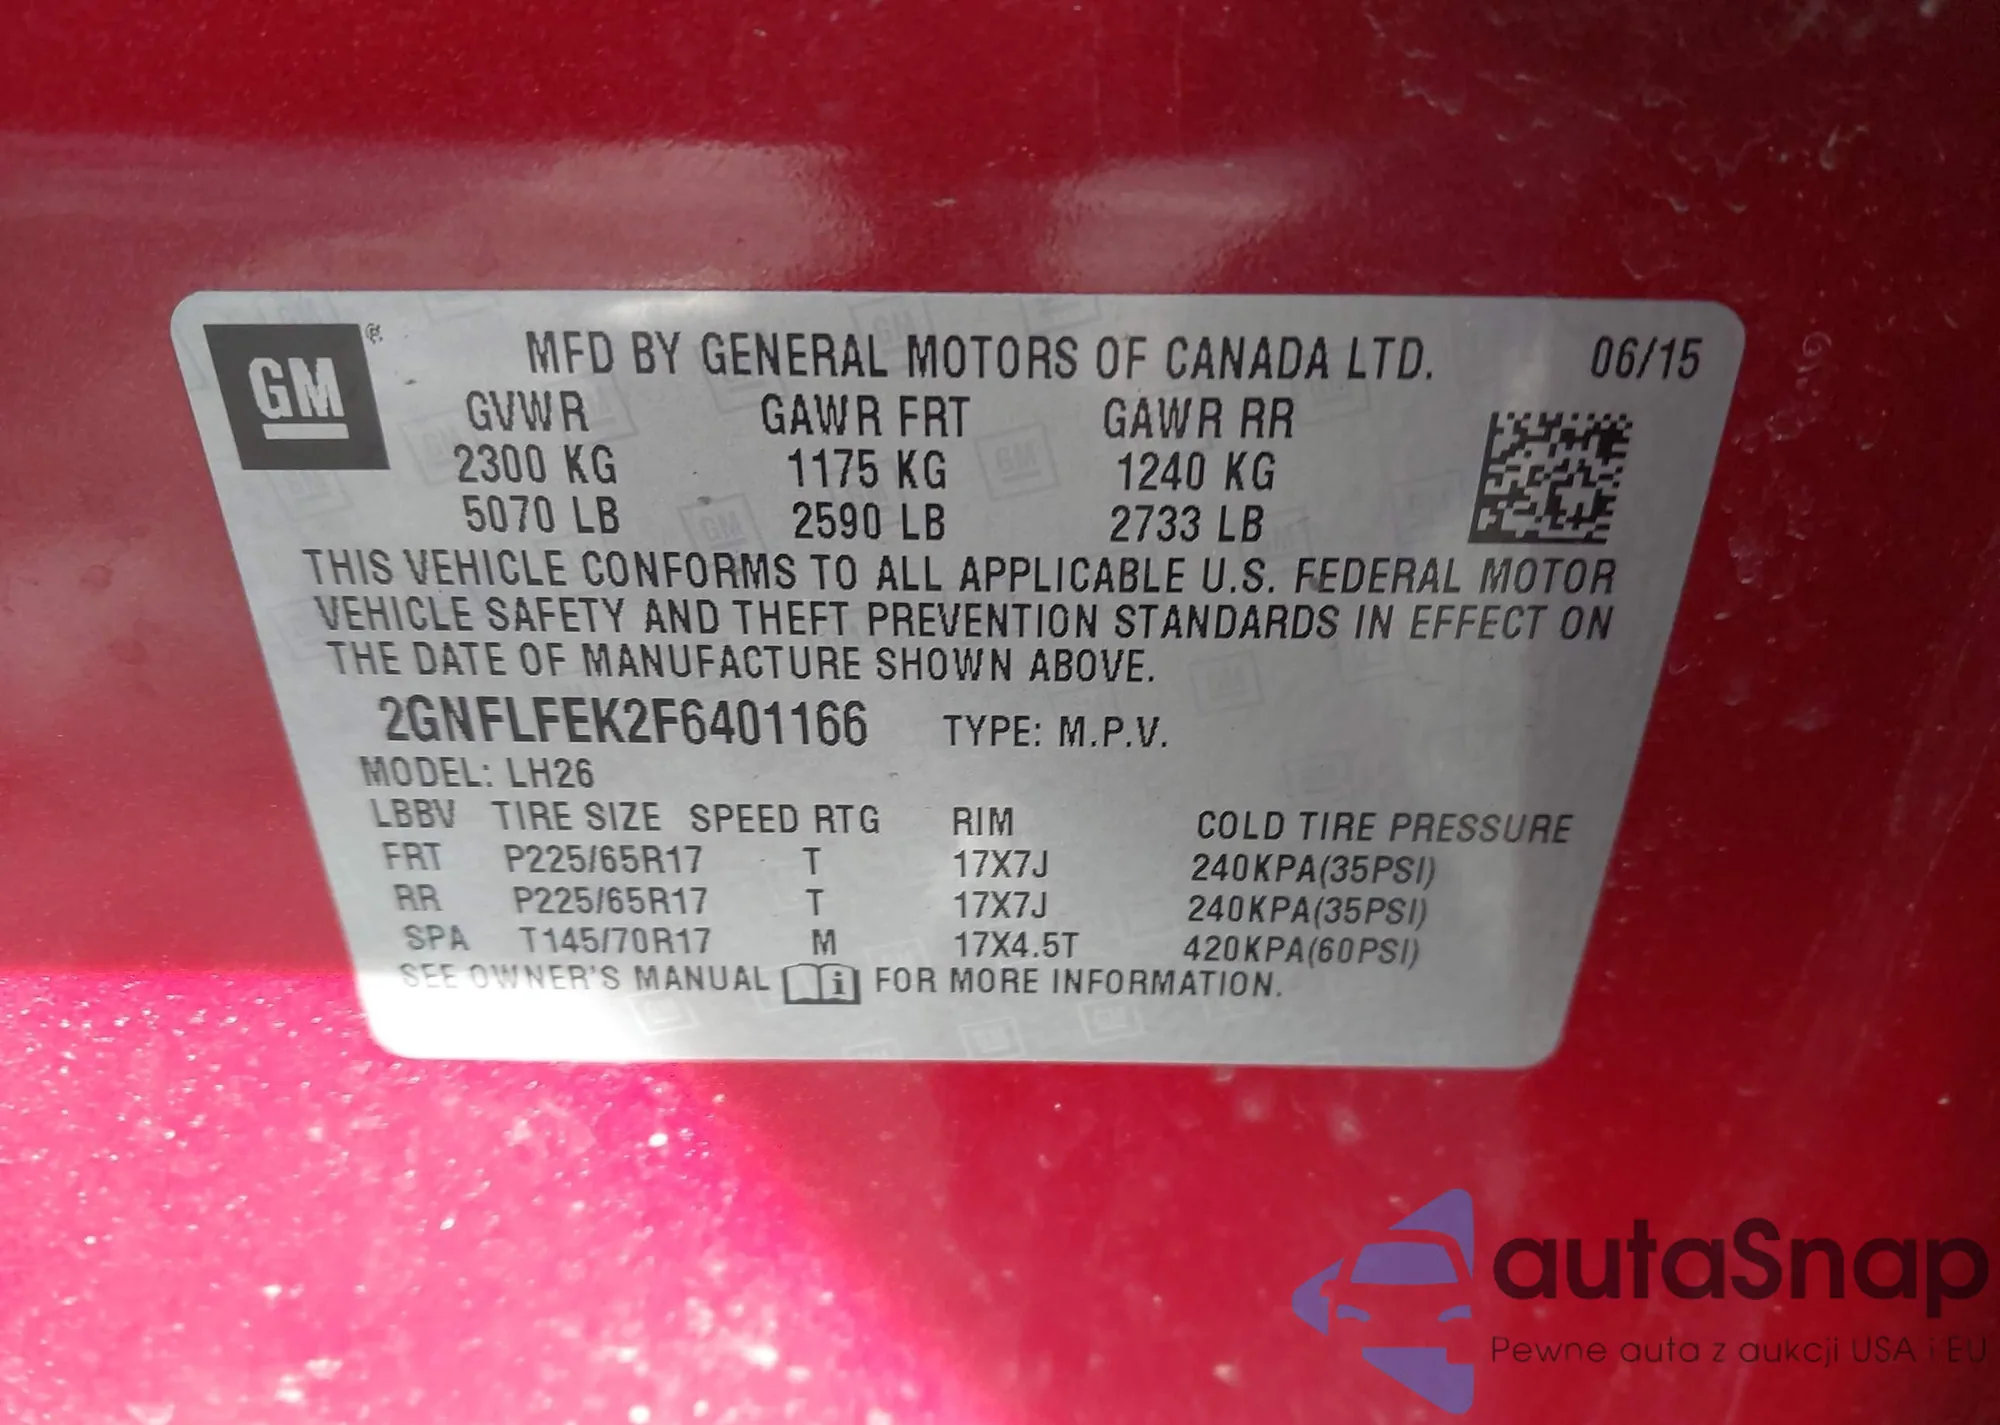 GM ®
MFD BY GENERAL MOTORS OF CANADA LTD. 06/15
GVWR GAWR FRT GAWR RR
2300 KG 1175 KG 1240 KG
5070 LB 2590 LB 2733 LB
THIS VEHICLE CONFORMS TO ALL APPLICABLE U.S. FEDERAL MOTOR
VEHICLE SAFETY AND THEFT PREVENTION STANDARDS IN EFFECT ON
THE DATE OF MANUFACTURE SHOWN ABOVE.
2GNFLFEK2F6401166 TYPE: M.P.V.
MODEL: LH26
LBBV TIRE SIZE SPEED RTG RIM COLD TIRE PRESSURE
FRT P225/65R17 T 17X7J 240KPA(35PSI)
RR P225/65R17 T 17X7J 240KPA(35PSI)
SPA T145/70R17 M 17X4.5T 420KPA(60PSI)
SEE OWNER'S MANUAL i FOR MORE INFORMATION.
autaSnap
Pewne auta z aukcji USA i EU